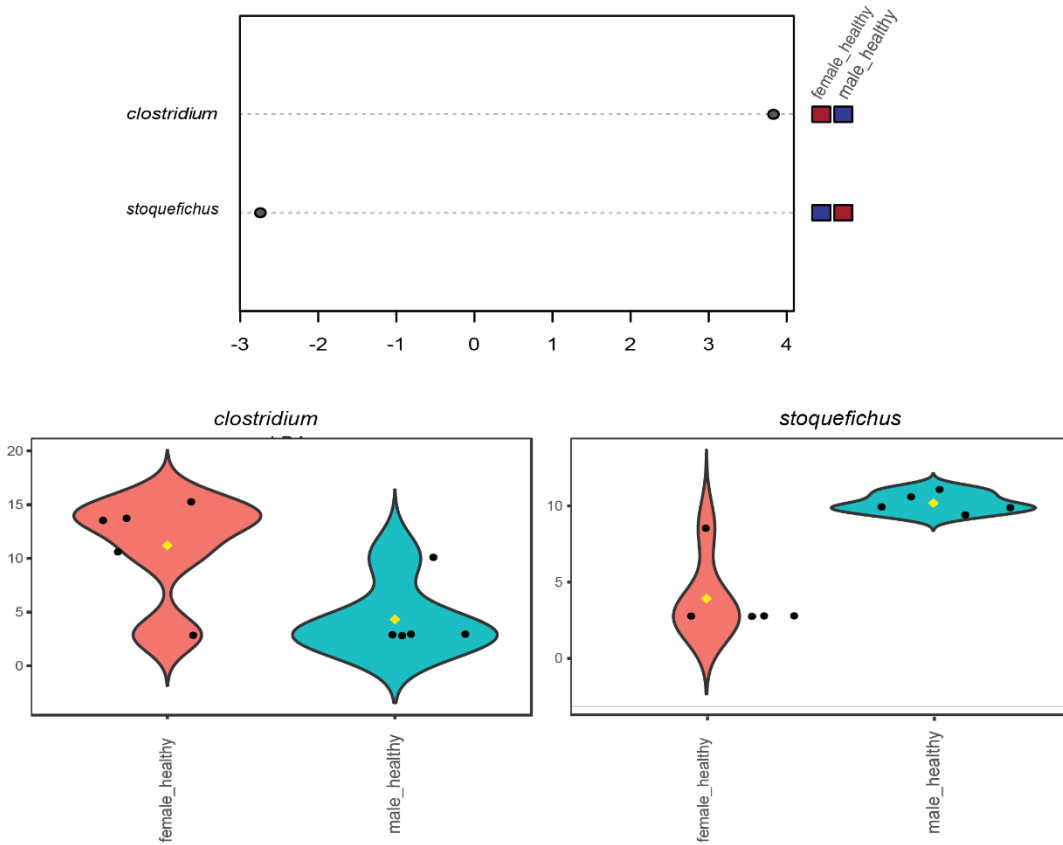 female_healthy
male_healthy
clostridium
stoquefichus
-3 -2 -1 0 1 2 3 4
clostridium
20
15
10
5
0
female_healthy
male_healthy
stoquefichus
10
5
0
female_healthy
male_healthy